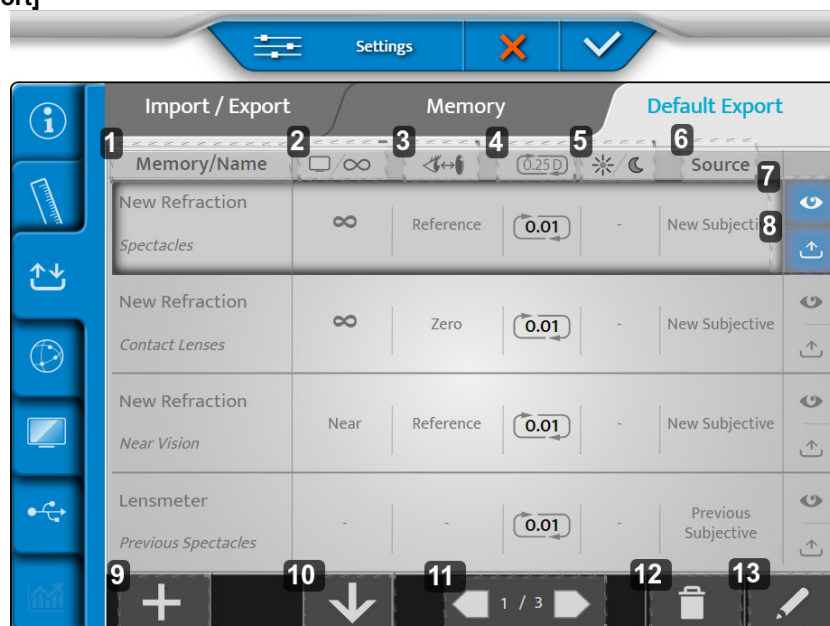 ort]
Settings
Import / Export Memory Default Export
1 2 3 4 5 6
Memory/Name 0.25 D Source
7
New Refraction
Spectacles
Reference 0.01 - New Subjecti
8
New Refraction
Contact Lenses
Zero 0.01 - New Subjective
New Refraction
Near Vision
Near Reference 0.01 - New Subjective
Lensmeter
Previous Spectacles
- - 0.01 - Previous
Subjective
9 10 11 12 13
1 / 3